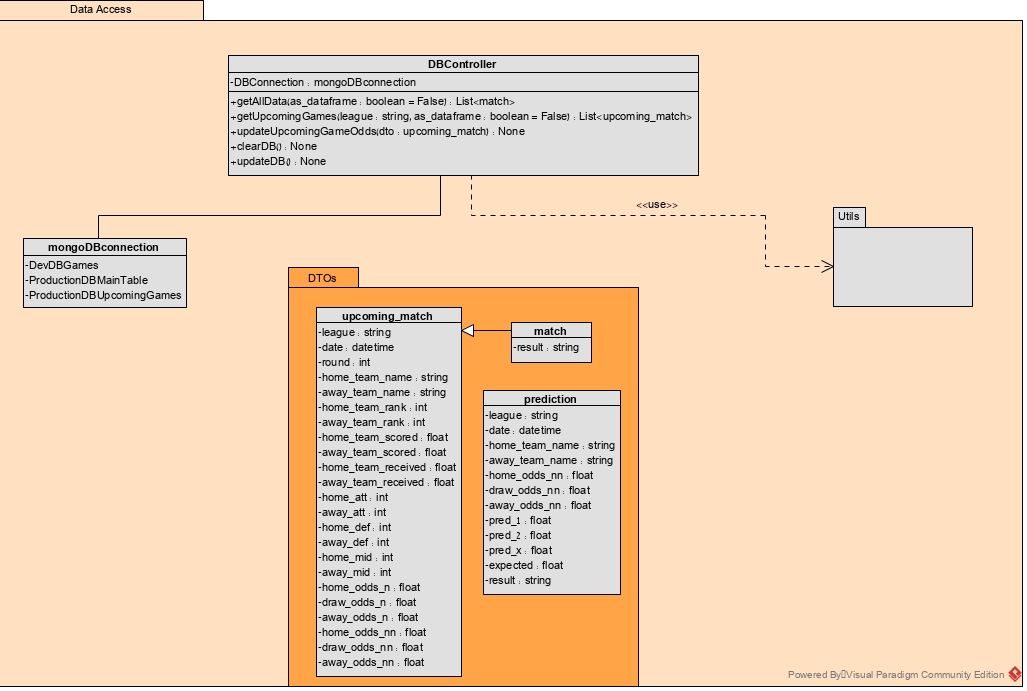 Data Access
DBController
-DBConnection : mongoDBconnection
+getAllData(as_dataframe : boolean = False) : List<match>
+getUpcomingGames(league : string, as_dataframe : boolean = False) : List<upcoming_match>
+updateUpcomingGameOdds(dto : upcoming_match) : None
+clearDB() : None
+updateDB() : None
<<use>>
Utils
mongoDBconnection
-DevDBGames
-ProductionDBMainTable
-ProductionDBUpcomingGames
DTOs
upcoming_match
-league : string
-date : datetime
-round : int
-home_team_name : string
-away_team_name : string
-home_team_rank : int
-away_team_rank : int
-home_team_scored : float
-away_team_scored : float
-home_team_received : float
-away_team_received : float
-home_att : int
-away_att : int
-home_def : int
-away_def : int
-home_mid : int
-away_mid : int
-home_odds_n : float
-draw_odds_n : float
-away_odds_n : float
-home_odds_nn : float
-draw_odds_nn : float
-away_odds_nn : float
match
-result : string
prediction
-league : string
-date : datetime
-home_team_name : string
-away_team_name : string
-home_odds_nn : float
-draw_odds_nn : float
-away_odds_nn : float
-pred_1 : float
-pred_2 : float
-pred_x : float
-expected : float
-result : string
Powered By Visual Paradigm Community Edition